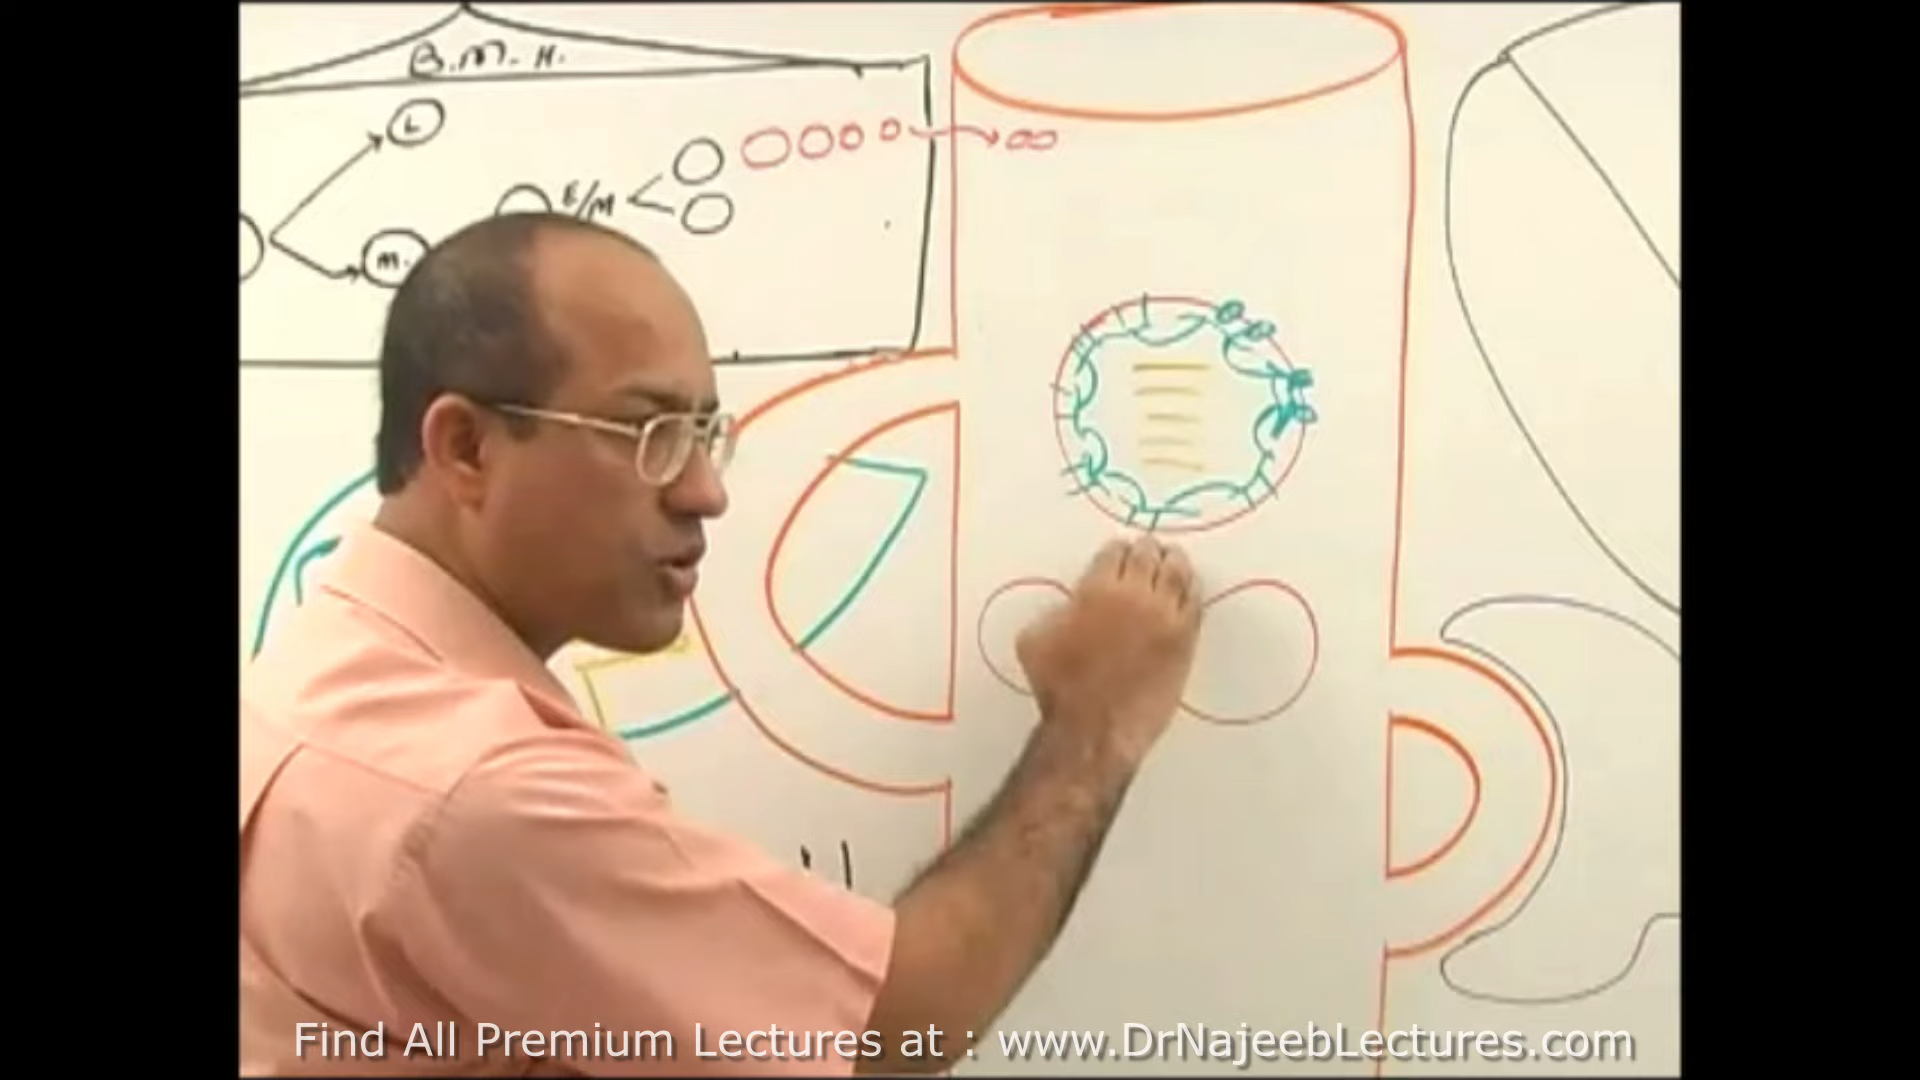 B.M.H.
L
E/M
M.
Find All Premium Lectures at : www.DrNajeebLectures.com